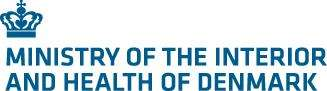 MINISTRY OF THE INTERIOR
AND HEALTH OF DENMARK